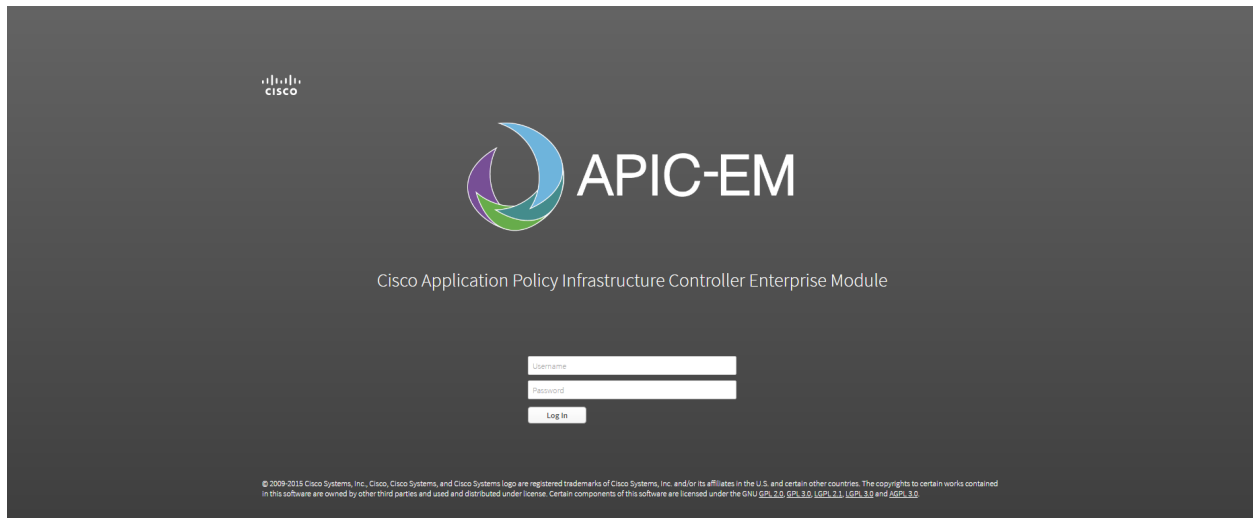 CISCO
APIC-EM
Cisco Application Policy Infrastructure Controller Enterprise Module
Username
Password
Log In
© 2009-2015 Cisco Systems, Inc., Cisco, Cisco Systems, and Cisco Systems logo are registered trademarks of Cisco Systems, Inc. and/or its affiliates in the U.S. and certain other countries. The copyrights to certain works contained
in this software are owned by other third parties and used and distributed under license. Certain components of this software are licensed under the GNU GPL 2.0, GPL 3.0, LGPL 2.1, LGPL 3.0 and AGPL 3.0.